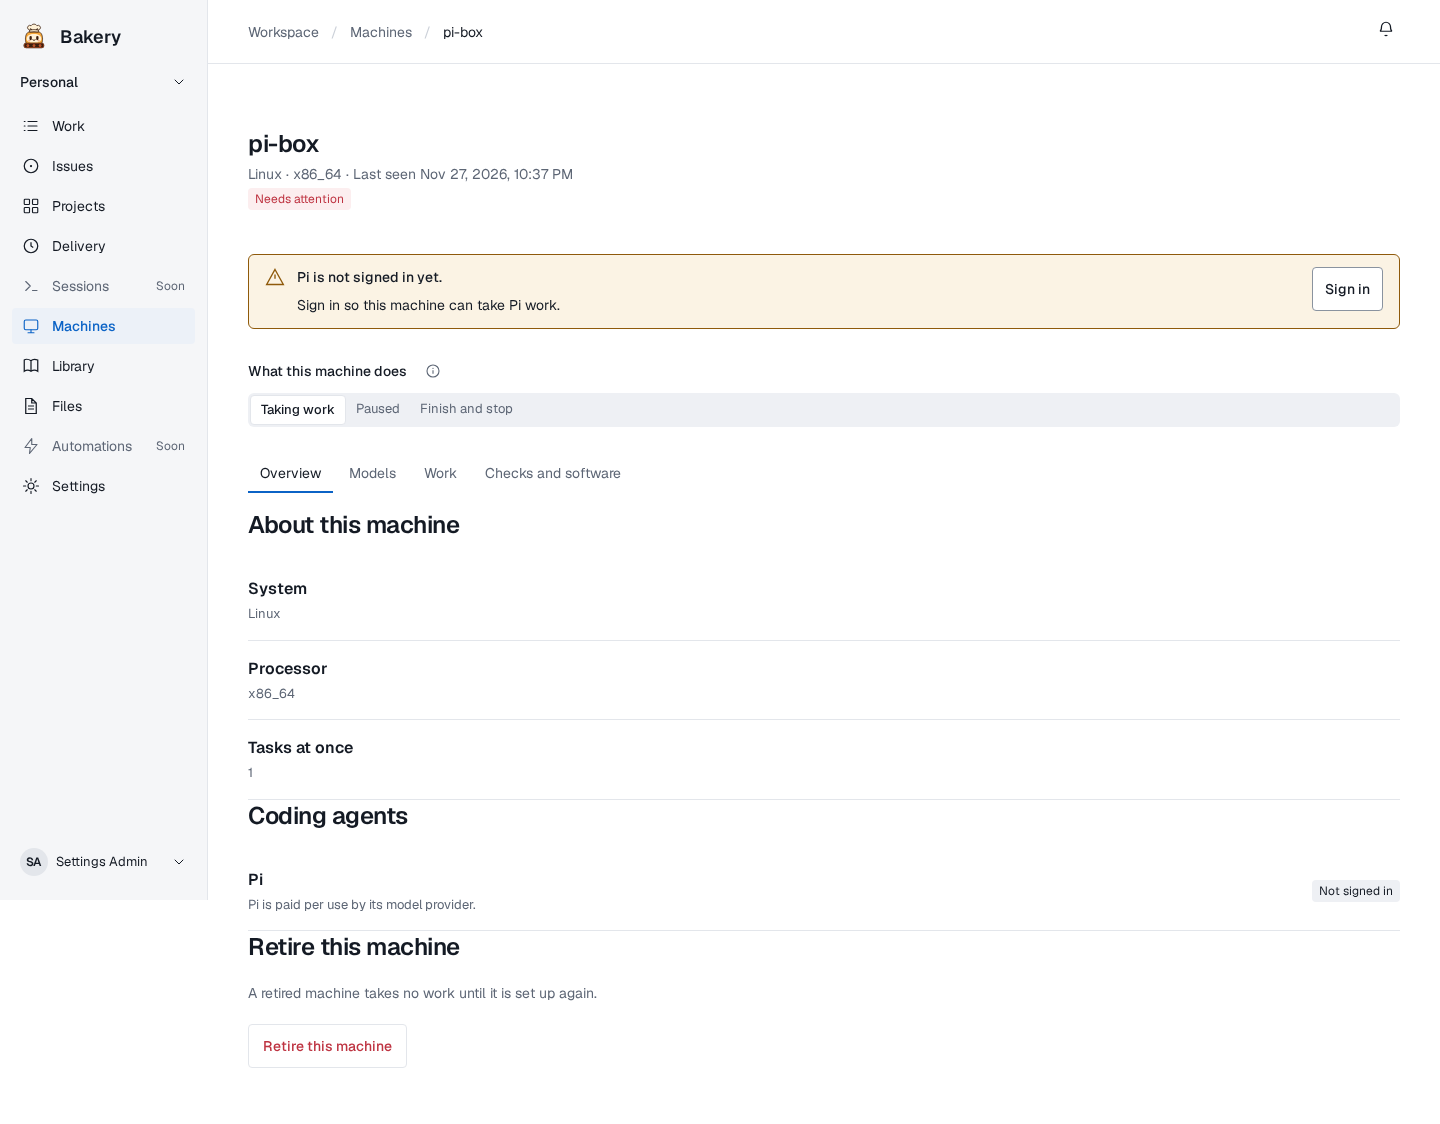 Bakery
Personal
Work
Issues
Projects
Delivery
Sessions Soon
Machines
Library
Files
Automations Soon
Settings
SA Settings Admin
Workspace / Machines / pi-box
pi-box
Linux · x86_64 · Last seen Nov 27, 2026, 10:37 PM
Needs attention
Pi is not signed in yet.
Sign in so this machine can take Pi work.
Sign in
What this machine does
Taking work Paused Finish and stop
Overview Models Work Checks and software
About this machine
System
Linux
Processor
x86_64
Tasks at once
1
Coding agents
Pi
Pi is paid per use by its model provider.
Not signed in
Retire this machine
A retired machine takes no work until it is set up again.
Retire this machine